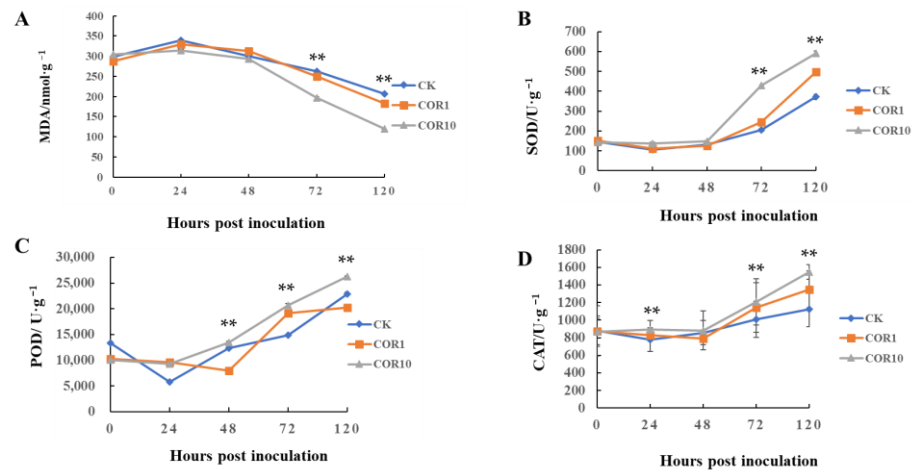 A
MDA/nmol·g⁻¹
400
350
300
250
200
150
100
50
0
0 24 48 72 120
** **
CK
COR1
COR10
Hours post inoculation
B
SOD/U·g⁻¹
700
600
500
400
300
200
100
0
0 24 48 72 120
** **
CK
COR1
COR10
Hours post inoculation
C
POD/ U·g⁻¹
30,000
25,000
20,000
15,000
10,000
5,000
0
0 24 48 72 120
** ** **
CK
COR1
COR10
Hours post inoculation
D
CAT/U·g⁻¹
1800
1600
1400
1200
1000
800
600
400
200
0
0 24 48 72 120
** ** **
CK
COR1
COR10
Hours post inoculation